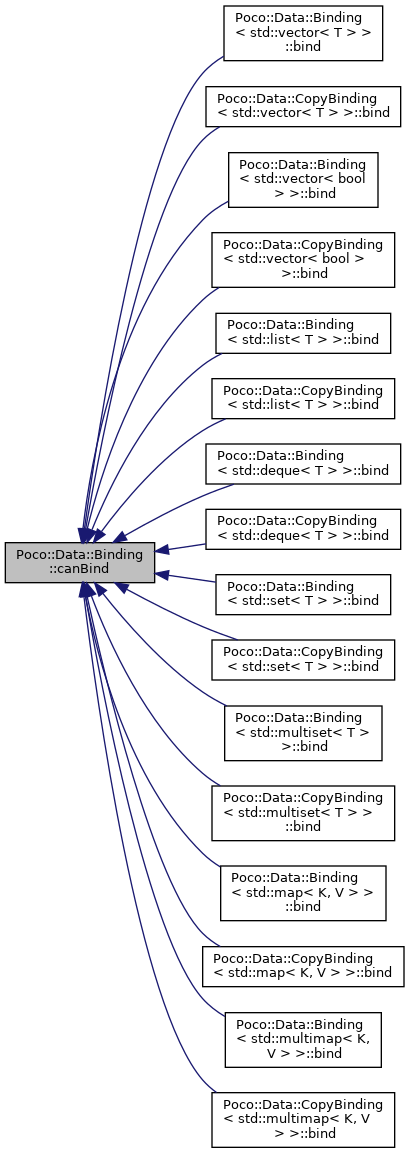 Poco::Data::Binding
< std::vector< T > >
::bind
Poco::Data::CopyBinding
< std::vector< T > >::bind
Poco::Data::Binding
< std::vector< bool
> >::bind
Poco::Data::CopyBinding
< std::vector< bool >
>::bind
Poco::Data::Binding
< std::list< T > >::bind
Poco::Data::CopyBinding
< std::list< T > >::bind
Poco::Data::Binding
< std::deque< T > >::bind
Poco::Data::CopyBinding
< std::deque< T > >::bind
Poco::Data::Binding
::canBind
Poco::Data::Binding
< std::set< T > >::bind
Poco::Data::CopyBinding
< std::set< T > >::bind
Poco::Data::Binding
< std::multiset< T >
>::bind
Poco::Data::CopyBinding
< std::multiset< T > >
::bind
Poco::Data::Binding
< std::map< K, V > >
::bind
Poco::Data::CopyBinding
< std::map< K, V > >::bind
Poco::Data::Binding
< std::multimap< K,
V > >::bind
Poco::Data::CopyBinding
< std::multimap< K, V
> >::bind